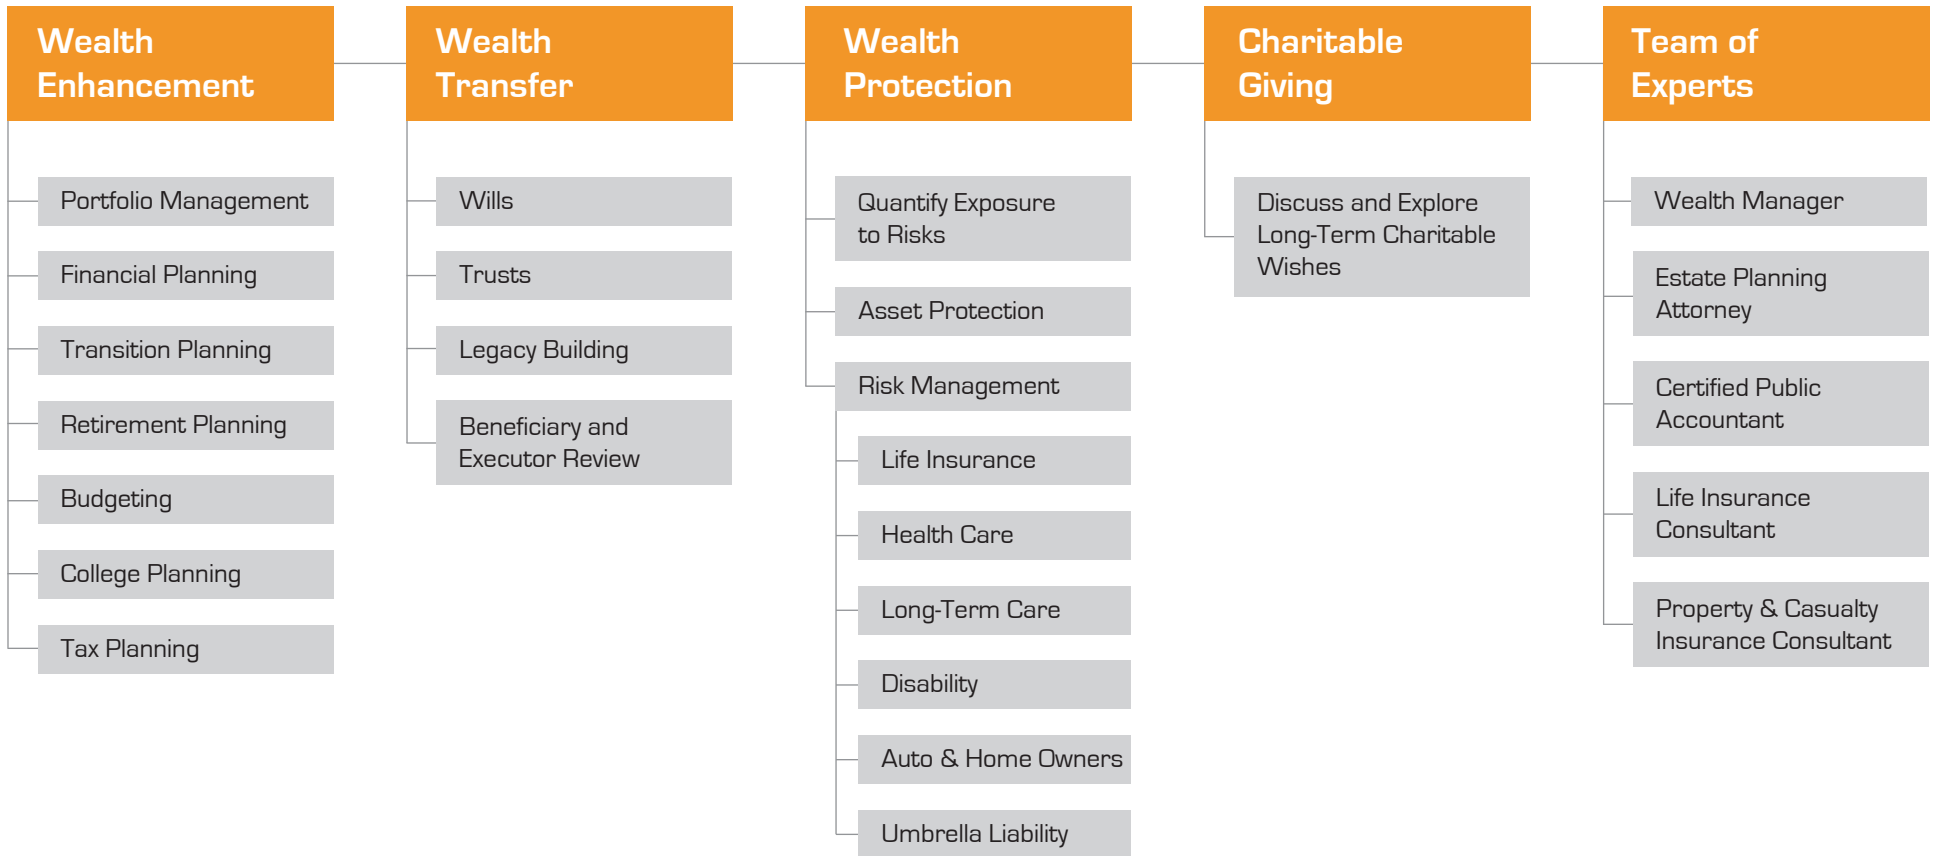 Wealth
Enhancement
Portfolio Management
Financial Planning
Transition Planning
Retirement Planning
Budgeting
College Planning
Tax Planning
Wealth
Transfer
Wills
Trusts
Legacy Building
Beneficiary and
Executor Review
Wealth
Protection
Quantify Exposure
to Risks
Asset Protection
Risk Management
Life Insurance
Health Care
Long-Term Care
Disability
Auto & Home Owners
Umbrella Liability
Charitable
Giving
Discuss and Explore
Long-Term Charitable
Wishes
Team of
Experts
Wealth Manager
Estate Planning
Attorney
Certified Public
Accountant
Life Insurance
Consultant
Property & Casualty
Insurance Consultant